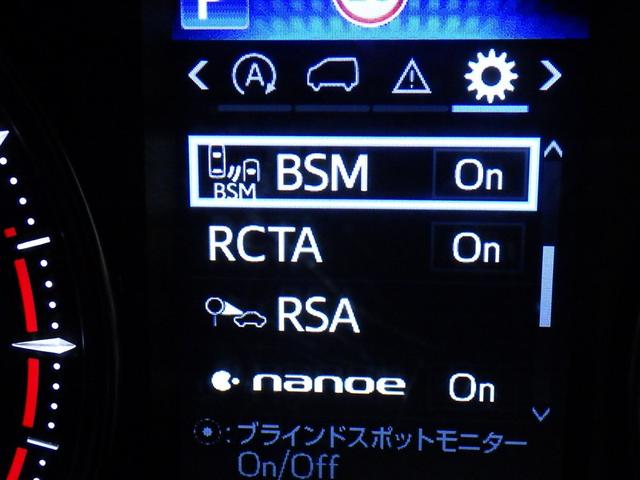 P
A
BSM BSM On
RCTA On
RSA
nanoe On
:ブラインドスポットモニター
On/Off